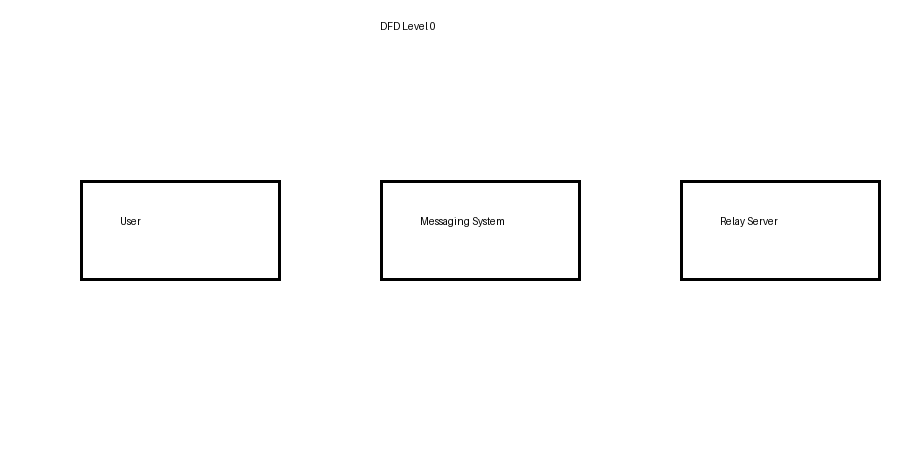 DFD Level 0
User
Messaging System
Relay Server